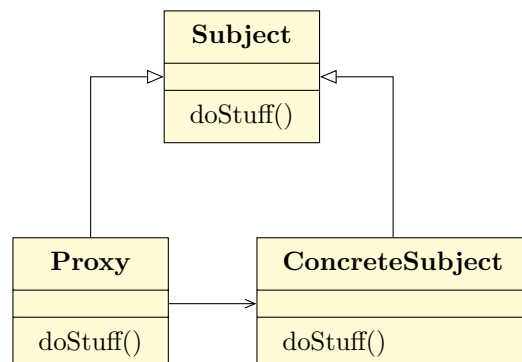 Subject
doStuff()
Proxy
ConcreteSubject
doStuff()
doStuff()